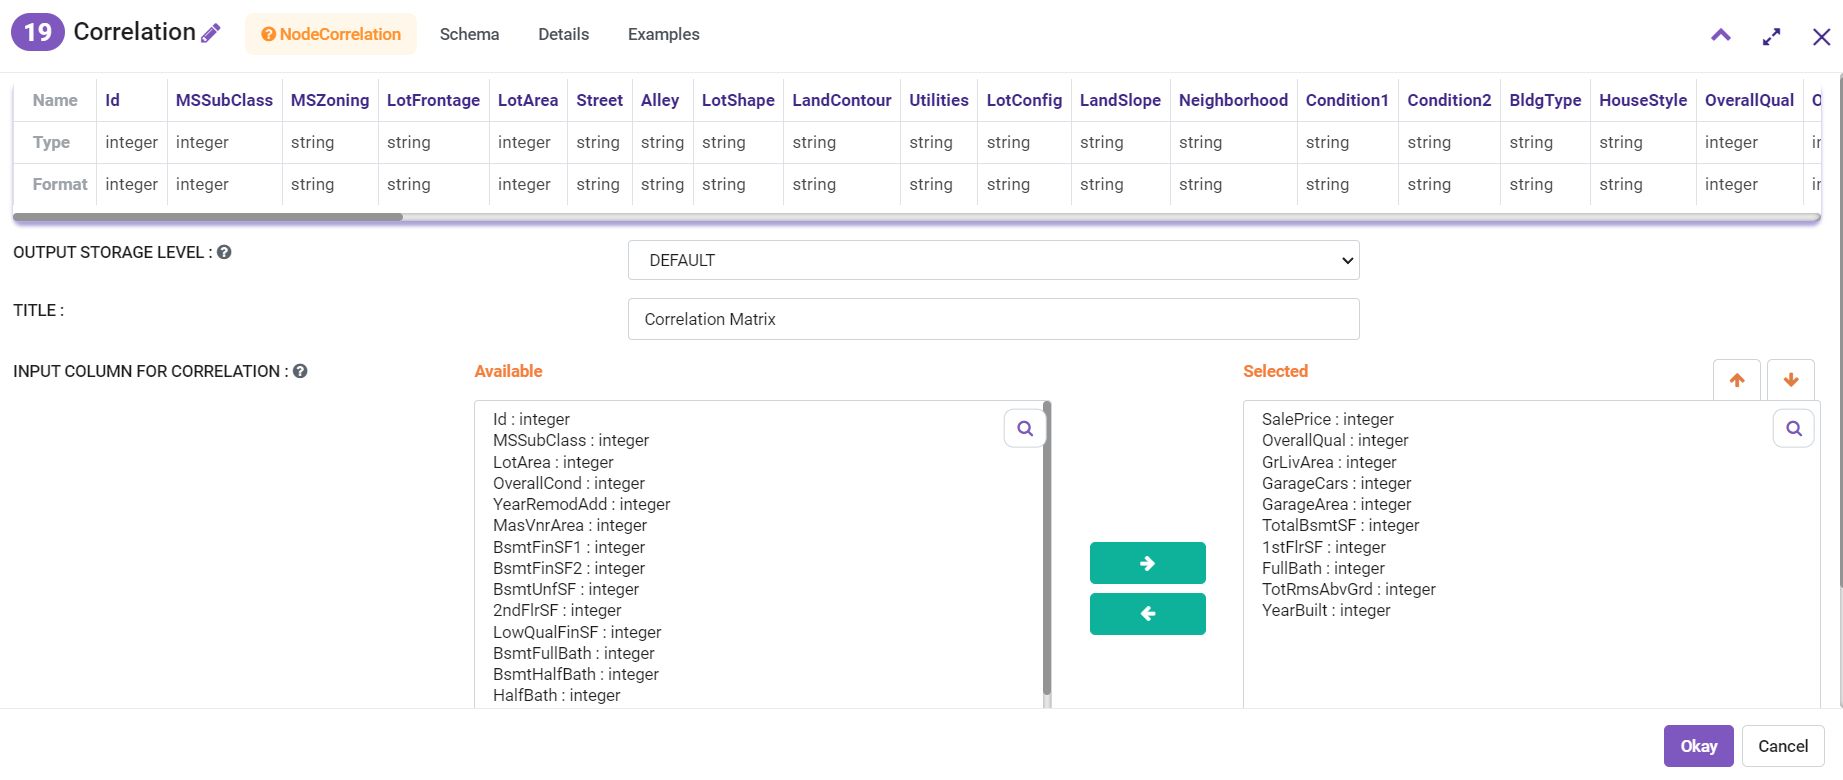 19 Correlation NodeCorrelation Schema Details Examples
Name Id MSSubClass MSZoning LotFrontage LotArea Street Alley LotShape LandContour Utilities LotConfig LandSlope Neighborhood Condition1 Condition2 BldgType HouseStyle OverallQual
Type integer integer string string integer string string string string string string string string string string string string integer
Format integer integer string string integer string string string string string string string string string string string string integer
OUTPUT STORAGE LEVEL :
DEFAULT
TITLE :
Correlation Matrix
INPUT COLUMN FOR CORRELATION :
Available
Id : integer
MSSubClass : integer
LotArea : integer
OverallCond : integer
YearRemodAdd : integer
MasVnrArea : integer
BsmtFinSF1 : integer
BsmtFinSF2 : integer
BsmtUnfSF : integer
2ndFlrSF : integer
LowQualFinSF : integer
BsmtFullBath : integer
BsmtHalfBath : integer
HalfBath : integer
Selected
SalePrice : integer
OverallQual : integer
GrLivArea : integer
GarageCars : integer
GarageArea : integer
TotalBsmtSF : integer
1stFlrSF : integer
FullBath : integer
TotRmsAbvGrd : integer
YearBuilt : integer
Okay Cancel